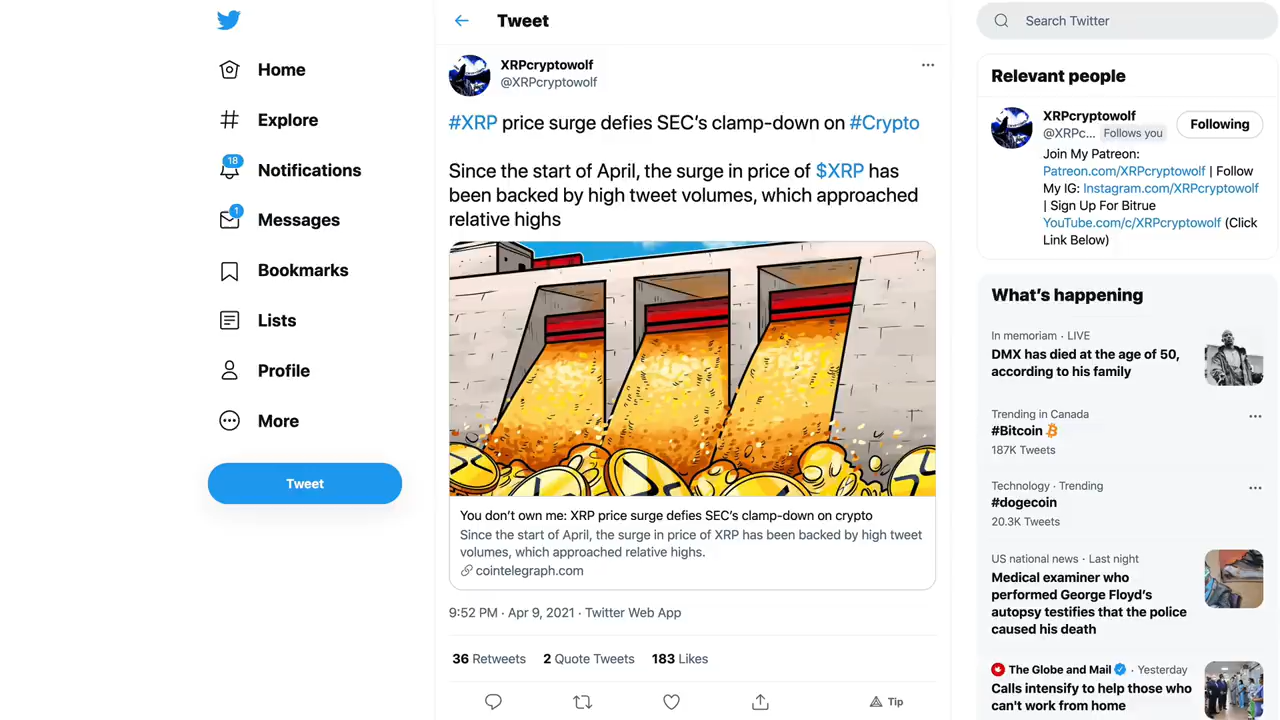 Home
Explore
18
Notifications
1
Messages
Bookmarks
Lists
Profile
More
Tweet
Tweet
XRPcryptowolf
@XRPcryptowolf
#XRP price surge defies SEC’s clamp-down on #Crypto
Since the start of April, the surge in price of $XRP has
been backed by high tweet volumes, which approached
relative highs
You don’t own me: XRP price surge defies SEC’s clamp-down on crypto
Since the start of April, the surge in price of XRP has been backed by high tweet
volumes, which approached relative highs.
cointelegraph.com
9:52 PM · Apr 9, 2021 · Twitter Web App
36 Retweets 2 Quote Tweets 183 Likes
Tip
Search Twitter
Relevant people
XRPcryptowolf
@XRPc... Follows you
Following
Join My Patreon:
Patreon.com/XRPcryptowolf | Follow
My IG: Instagram.com/XRPcryptowolf
| Sign Up For Bitrue
YouTube.com/c/XRPcryptowolf (Click
Link Below)
What’s happening
In memoriam · LIVE
DMX has died at the age of 50,
according to his family
Trending in Canada
#Bitcoin
187K Tweets
Technology · Trending
#dogecoin
20.3K Tweets
US national news · Last night
Medical examiner who
performed George Floyd’s
autopsy testifies that the police
caused his death
The Globe and Mail · Yesterday
Calls intensify to help those who
can't work from home